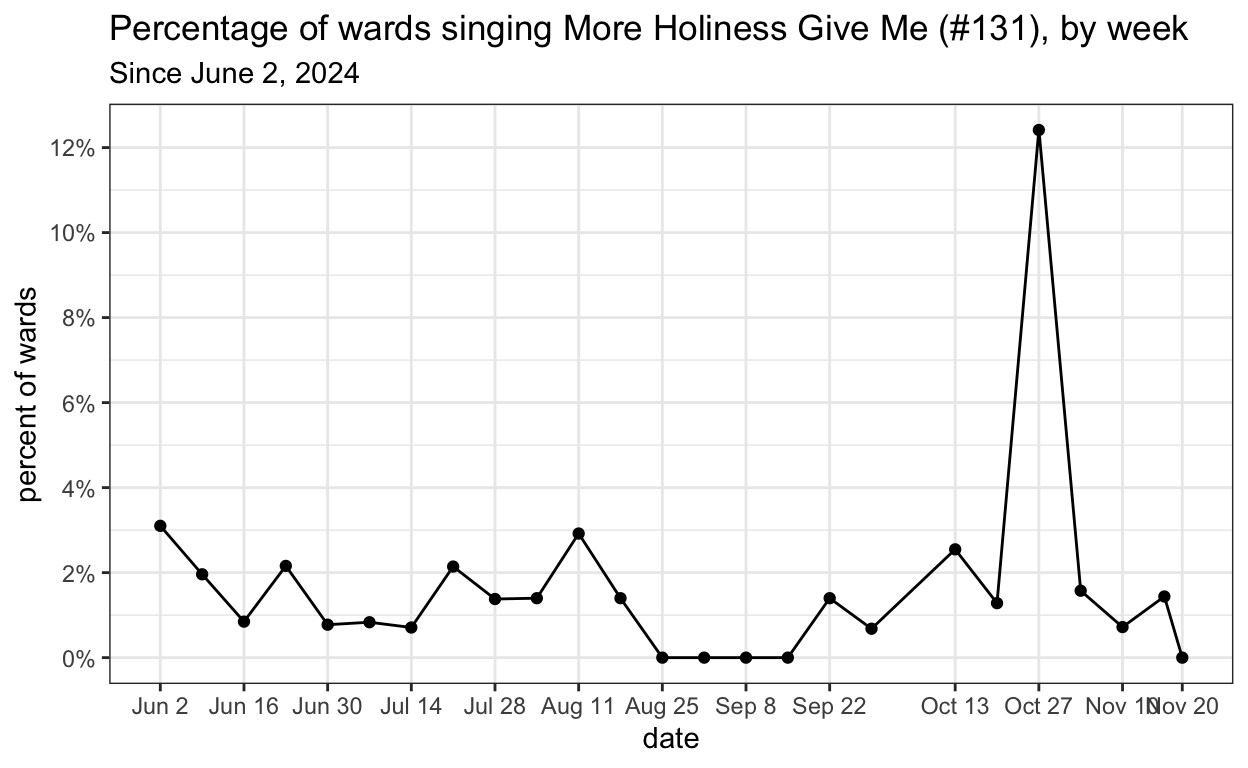 Percentage of wards singing More Holiness Give Me (#131), by week
Since June 2, 2024
percent of wards
12%
10%
8%
6%
4%
2%
0%
Jun 2 Jun 16 Jun 30 Jul 14 Jul 28 Aug 11 Aug 25 Sep 8 Sep 22 Oct 13 Oct 27 Nov 10 Nov 20
date